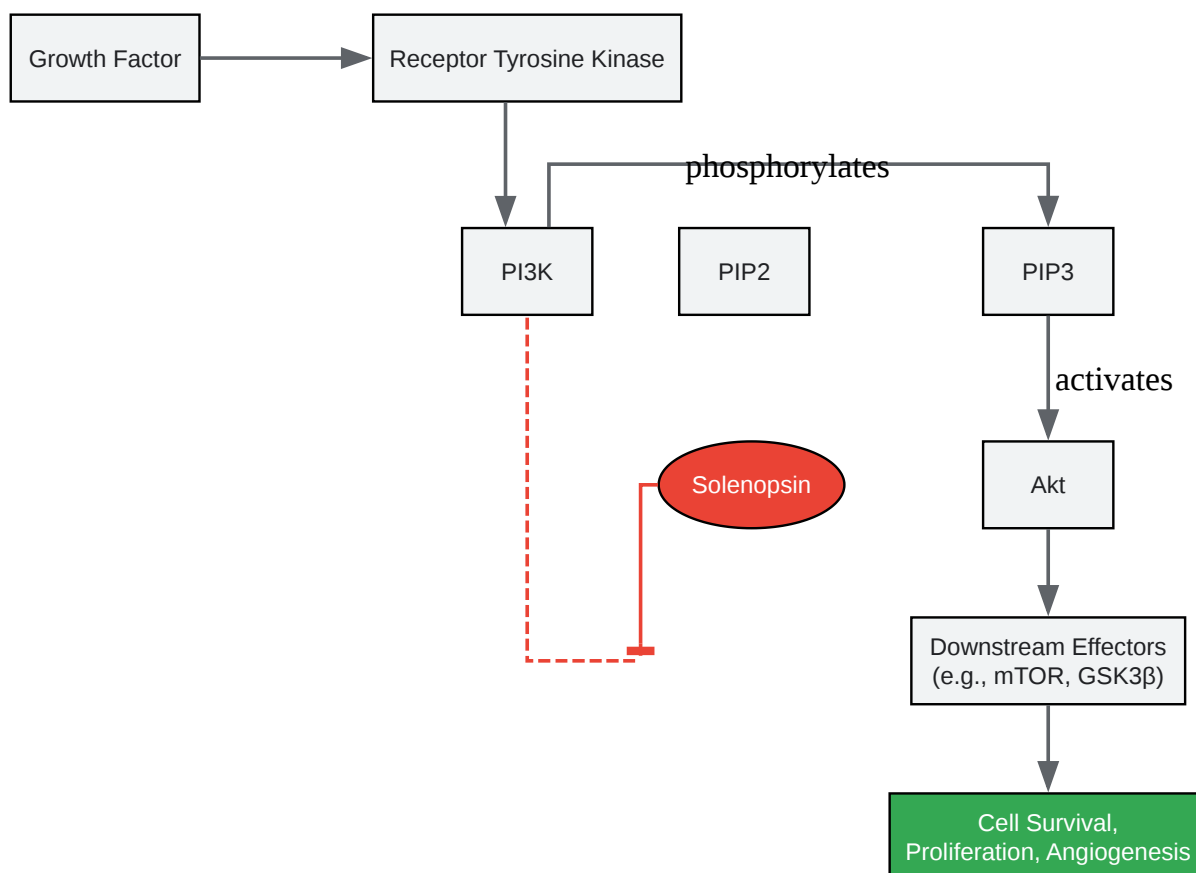 Growth Factor
Receptor Tyrosine Kinase
phosphorylates
PI3K
PIP2
PIP3
activates
Solenopsin
Akt
Downstream Effectors
(e.g., mTOR, GSK3β)
Cell Survival,
Proliferation, Angiogenesis